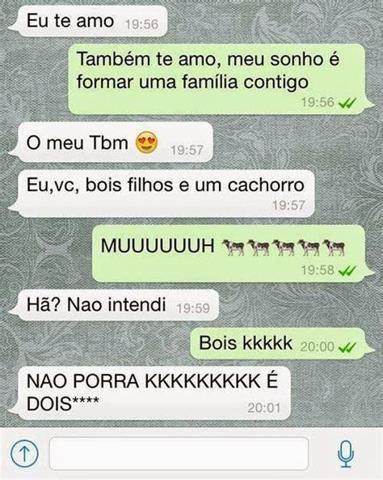 Eu te amo 19:56
Também te amo, meu sonho é
formar uma família contigo
19:56
O meu Tbm 😍 19:57
Eu,vc, bois filhos e um cachorro
19:57
MUUUUUUH 🐄🐄🐄🐄🐄
19:58
Hã? Nao intendi 19:59
Bois kkkkk 20:00
NAO PORRA KKKKKKKKK É
DOIS**** 20:01